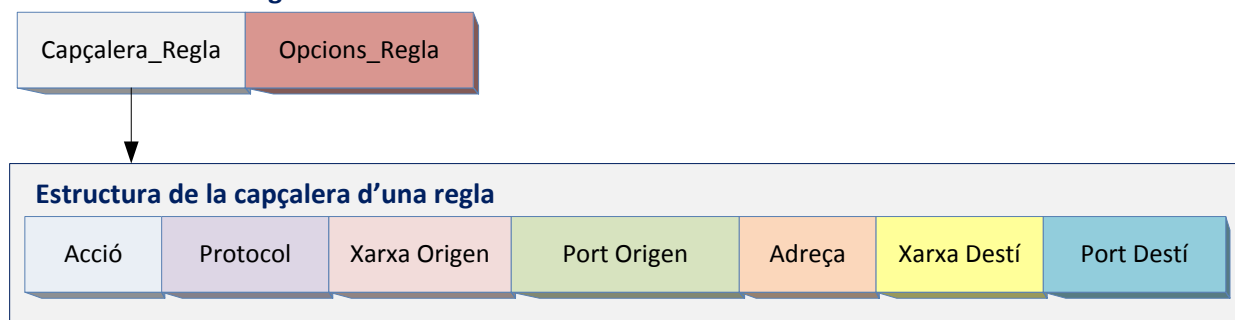 Capçalera_Regla Opcions_Regla
Estructura de la capçalera d’una regla
Acció Protocol Xarxa Origen Port Origen Adreça Xarxa Destí Port Destí